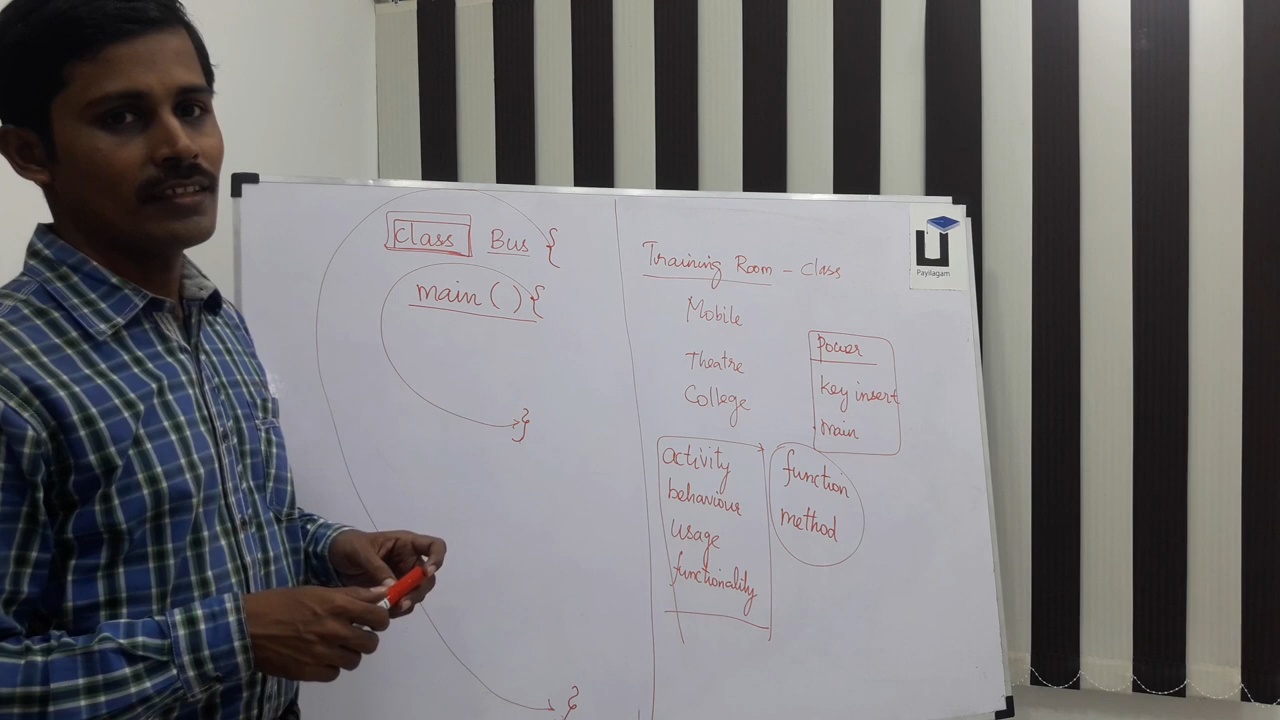 class Bus {
main ( ) {
}
}
Training Room - Class
Mobile
Theatre
College
Power
key insert
main
activity
behaviour
usage
functionality
function
method
Payilagam